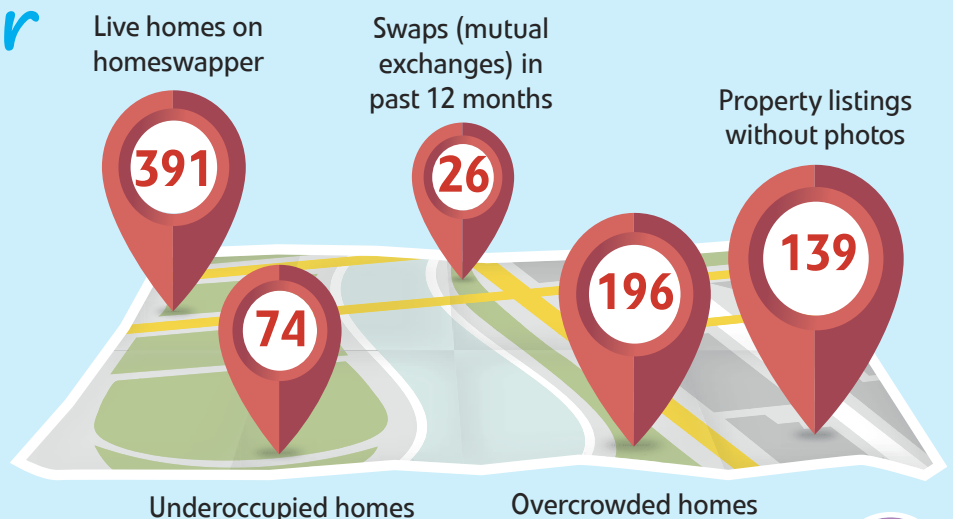 r
Live homes on
homeswapper
391
Swaps (mutual
exchanges) in
past 12 months
26
Property listings
without photos
139
74
Underoccupied homes
196
Overcrowded homes